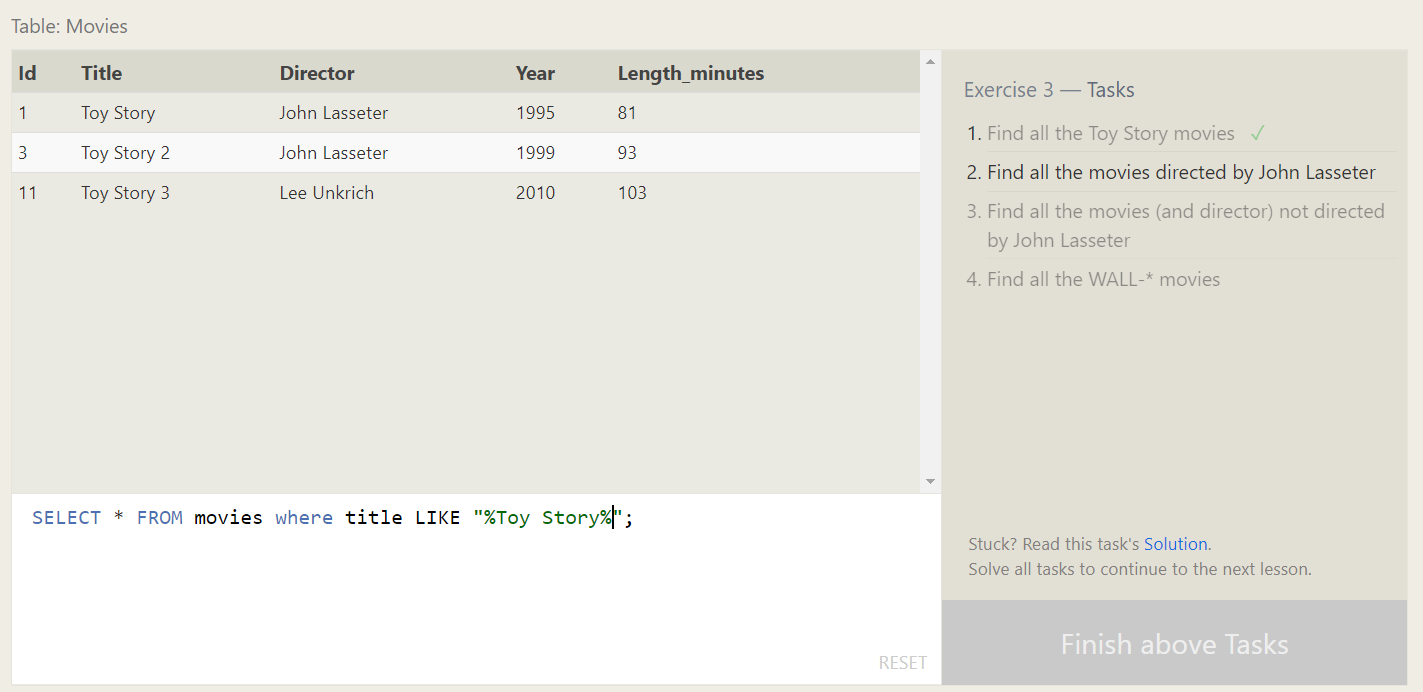 Table: Movies
Id Title Director Year Length_minutes
1 Toy Story John Lasseter 1995 81
3 Toy Story 2 John Lasseter 1999 93
11 Toy Story 3 Lee Unkrich 2010 103
SELECT * FROM movies where title LIKE "%Toy Story%";
RESET
Exercise 3 — Tasks
1. Find all the Toy Story movies ✓
2. Find all the movies directed by John Lasseter
3. Find all the movies (and director) not directed
by John Lasseter
4. Find all the WALL-* movies
Stuck? Read this task's Solution.
Solve all tasks to continue to the next lesson.
Finish above Tasks